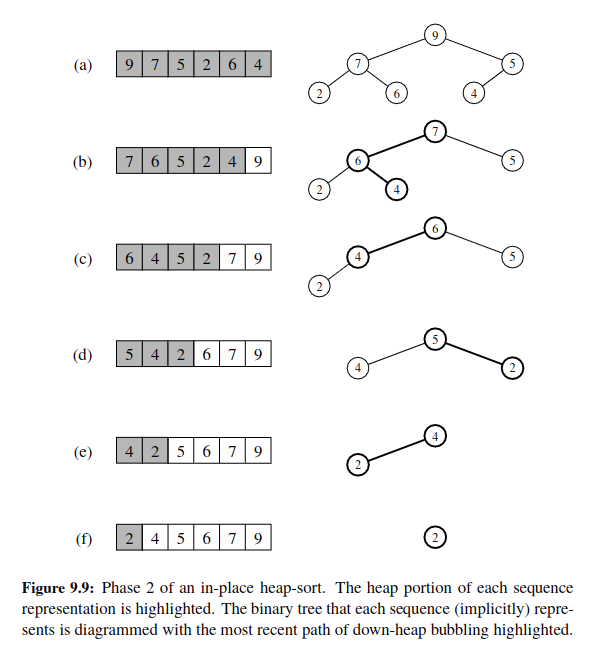 (a) 9 7 5 2 6 4
9
7 5
2 6 4
(b) 7 6 5 2 4 9
7
6 5
2 4
(c) 6 4 5 2 7 9
6
4 5
2
(d) 5 4 2 6 7 9
5
4 2
(e) 4 2 5 6 7 9
4
2
(f) 2 4 5 6 7 9
2
Figure 9.9: Phase 2 of an in-place heap-sort. The heap portion of each sequence
representation is highlighted. The binary tree that each sequence (implicitly) repre-
sents is diagrammed with the most recent path of down-heap bubbling highlighted.